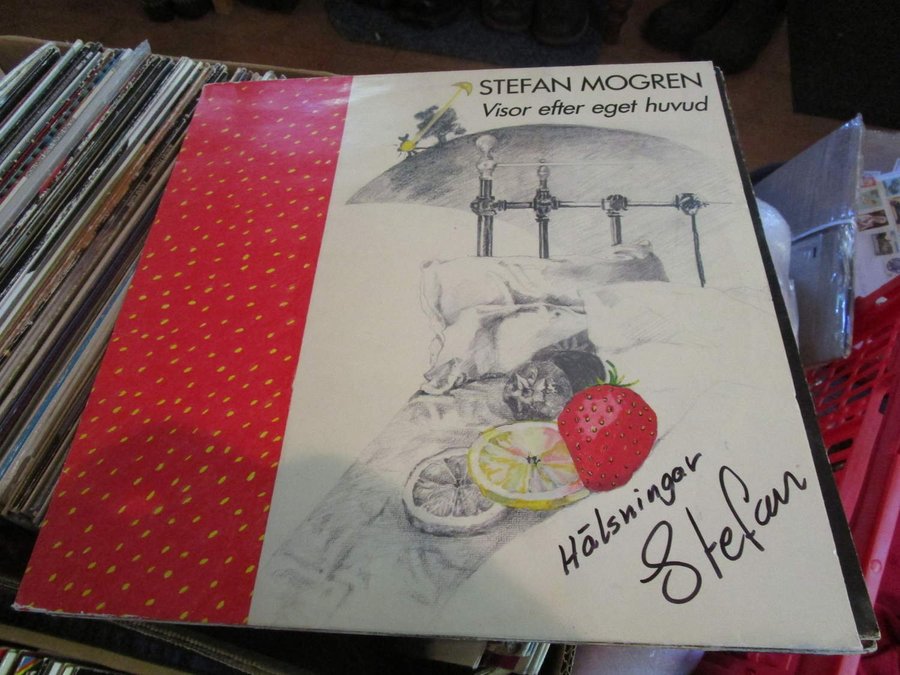 STEFAN MOGREN
Visor efter eget huvud
Hälsningar
Stefan